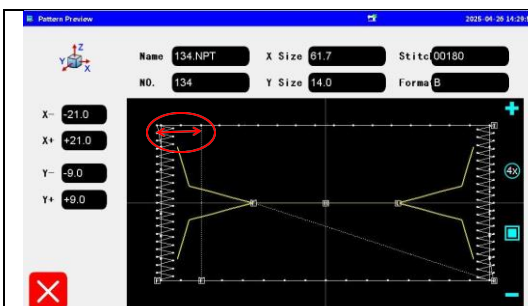 Pattern Preview 2025-04-26 14:29:5
Z
Y X
Name 134.NPT X Size 61.7 Stitc 00180
NO. 134 Y Size 14.0 Forma B
X- -21.0
X+ +21.0
Y- -9.0
Y+ +9.0
4X